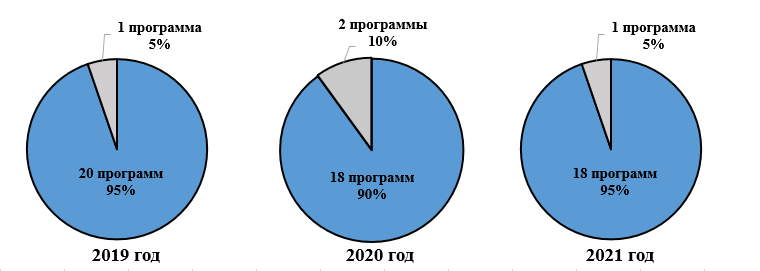 1 программа
5%
20 программ
95%
2019 год
2 программы
10%
18 программ
90%
2020 год
1 программа
5%
18 программ
95%
2021 год